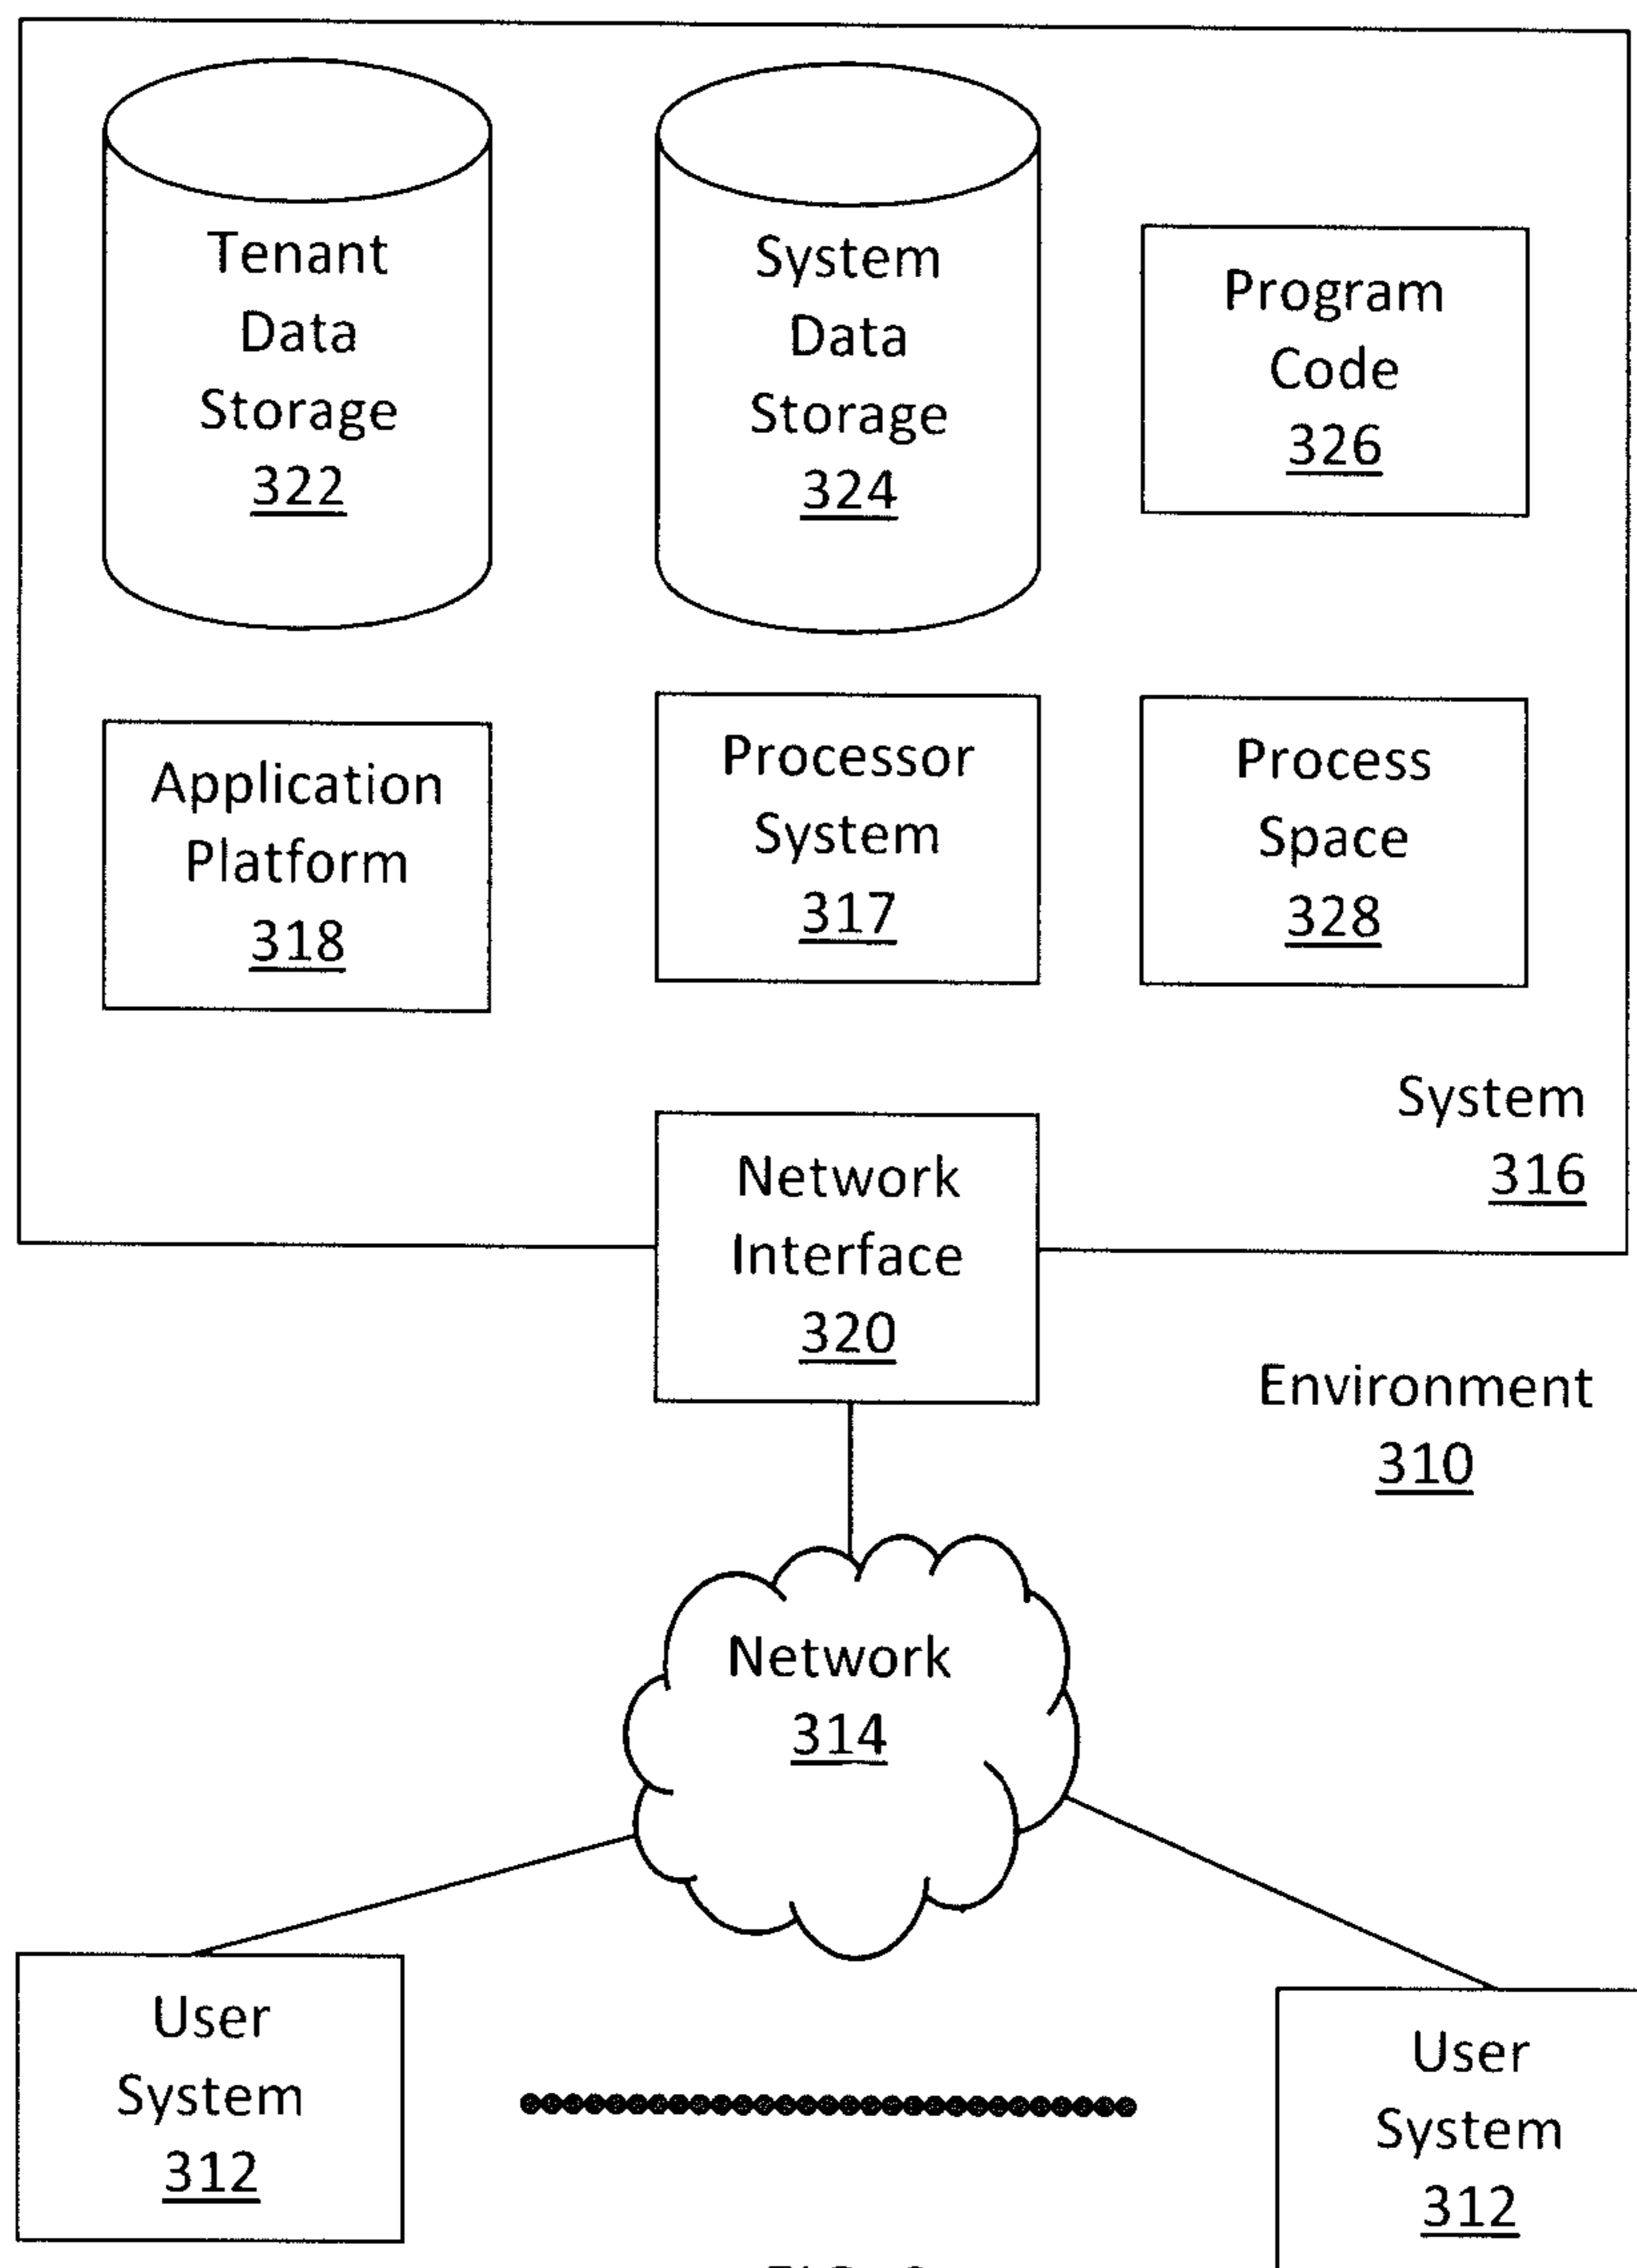 Tenant
Data
Storage
322
System
Data
Storage
324
Program
Code
326
Application
Platform
318
Processor
System
317
Process
Space
328
System
316
Network
Interface
320
Environment
310
Network
314
User
System
312
User
System
312